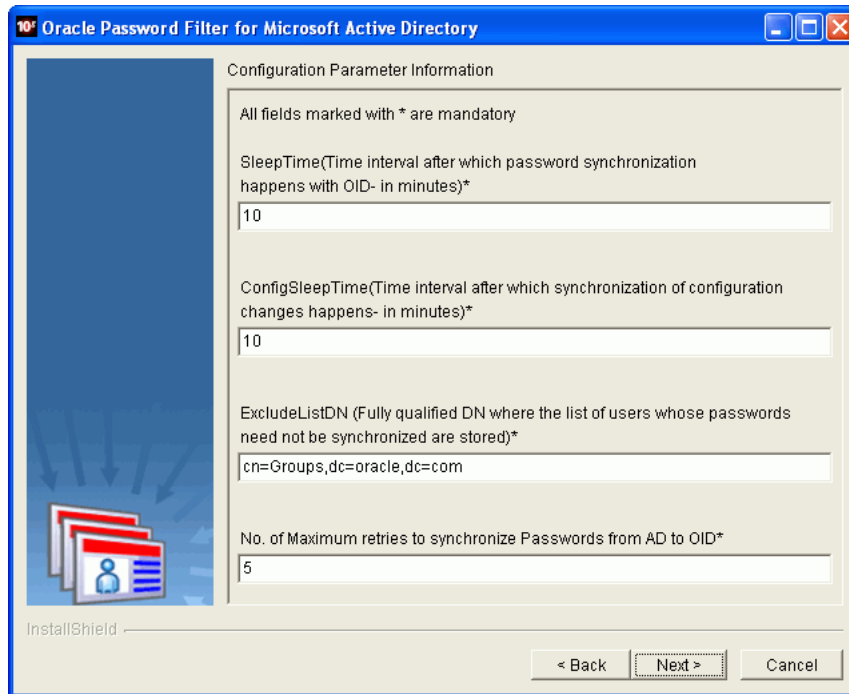 10g Oracle Password Filter for Microsoft Active Directory
Configuration Parameter Information
All fields marked with * are mandatory
SleepTime(Time interval after which password synchronization
happens with OID- in minutes)*
10
ConfigSleepTime(Time interval after which synchronization of configuration
changes happens- in minutes)*
10
ExcludeListDN (Fully qualified DN where the list of users whose passwords
need not be synchronized are stored)*
cn=Groups,dc=oracle,dc=com
No. of Maximum retries to synchronize Passwords from AD to OID*
5
InstallShield
< Back
Next >
Cancel